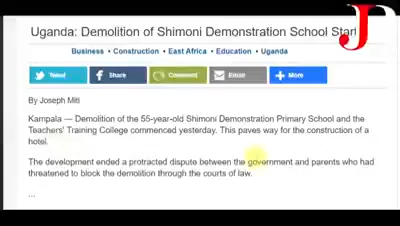 Uganda: Demolition of Shimoni Demonstration School Start
Business • Construction • East Africa • Education • Uganda
Tweet Share Comment Email More
By Joseph Miti
Kampala — Demolition of the 55-year-old Shimoni Demonstration Primary School and the
Teachers' Training College commenced yesterday. This paves way for the construction of a
hotel.
The development ended a protracted dispute between the government and parents who had
threatened to block the demolition through the courts of law.
...
J